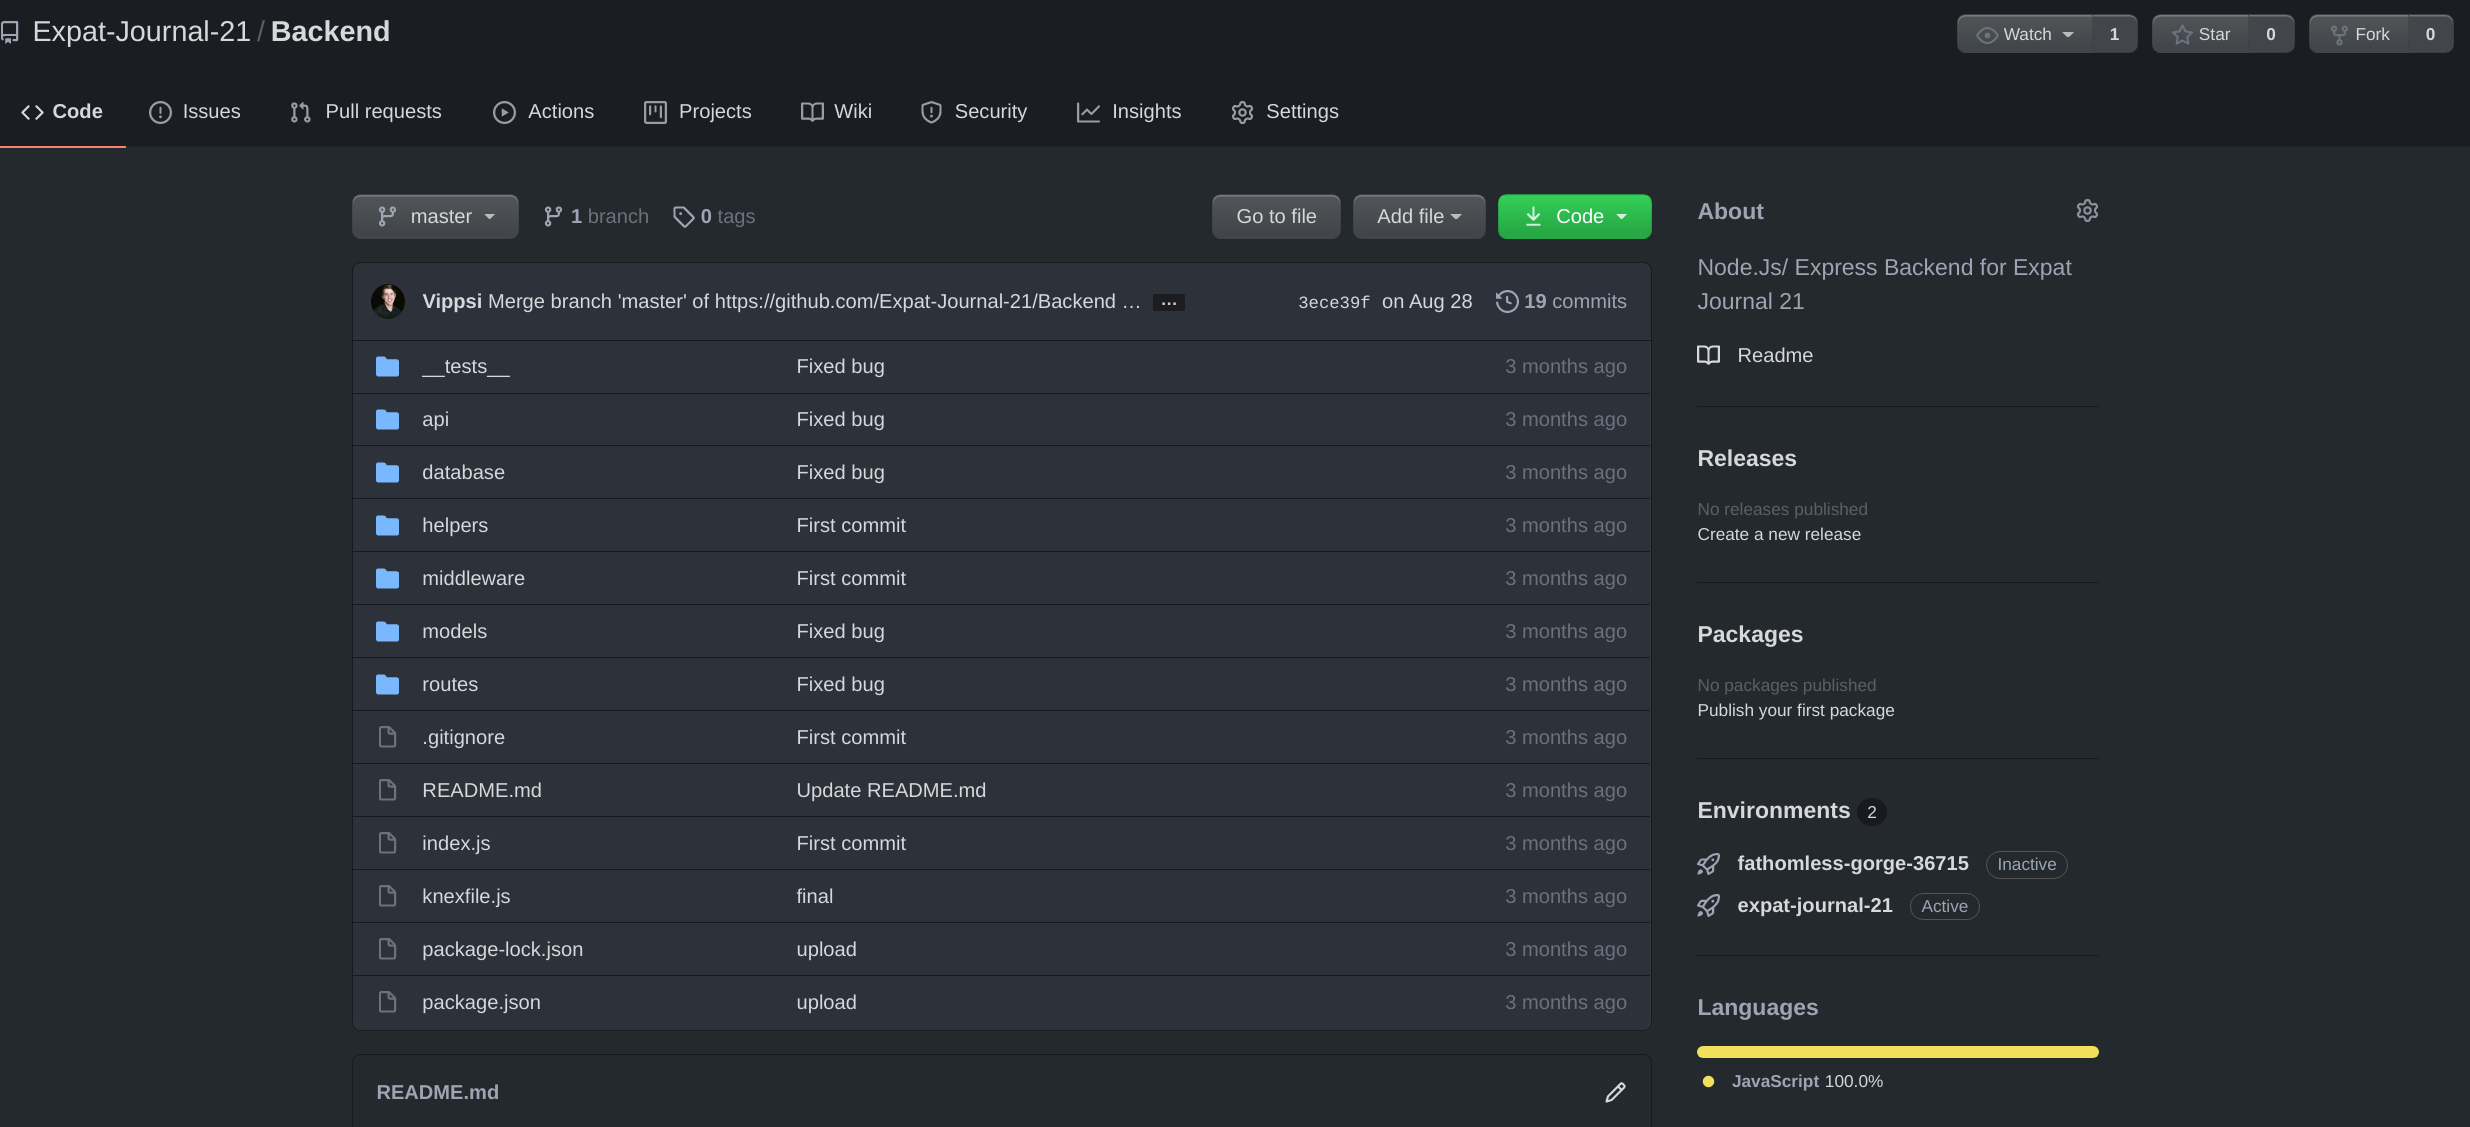 Expat-Journal-21 / Backend
Watch 1 Star 0 Fork 0
Code Issues Pull requests Actions Projects Wiki Security Insights Settings
master 1 branch 0 tags Go to file Add file Code
Vippsi Merge branch 'master' of https://github.com/Expat-Journal-21/Backend … ... 3ece39f on Aug 28 19 commits
__tests__ Fixed bug 3 months ago
api Fixed bug 3 months ago
database Fixed bug 3 months ago
helpers First commit 3 months ago
middleware First commit 3 months ago
models Fixed bug 3 months ago
routes Fixed bug 3 months ago
.gitignore First commit 3 months ago
README.md Update README.md 3 months ago
index.js First commit 3 months ago
knexfile.js final 3 months ago
package-lock.json upload 3 months ago
package.json upload 3 months ago
README.md
About
Node.Js/ Express Backend for Expat
Journal 21
Readme
Releases
No releases published
Create a new release
Packages
No packages published
Publish your first package
Environments 2
fathomless-gorge-36715 Inactive
expat-journal-21 Active
Languages
JavaScript 100.0%